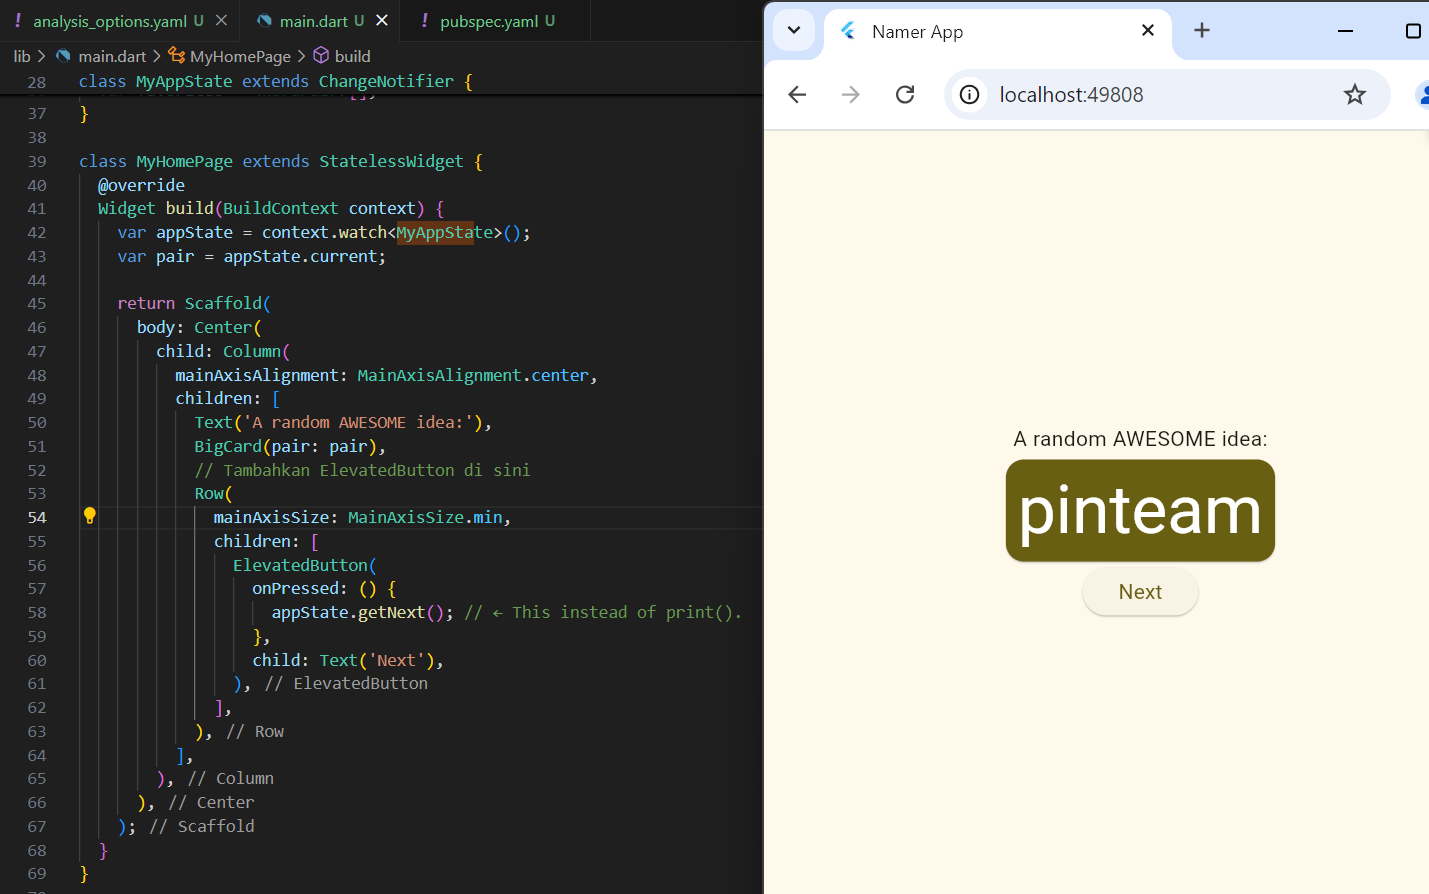 ! analysis_options.yaml U ×
main.dart U ×
! pubspec.yaml U
lib > main.dart > MyHomePage > build
28 class MyAppState extends ChangeNotifier {
37 }
38
39 class MyHomePage extends StatelessWidget {
40 @override
41 Widget build(BuildContext context) {
42 var appState = context.watch<MyAppState>();
43 var pair = appState.current;
44
45 return Scaffold(
46 body: Center(
47 child: Column(
48 mainAxisAlignment: MainAxisAlignment.center,
49 children: [
50 Text('A random AWESOME idea:'),
51 BigCard(pair: pair),
52 // Tambahkan ElevatedButton di sini
53 Row(
54 mainAxisSize: MainAxisSize.min,
55 children: [
56 ElevatedButton(
57 onPressed: () {
58 appState.getNext(); // ← This instead of print().
59 },
60 child: Text('Next'),
61 ), // ElevatedButton
62 ],
63 ), // Row
64 ],
65 ), // Column
66 ), // Center
67 ); // Scaffold
68 }
69 }
Namer App
localhost:49808
A random AWESOME idea:
pinteam
Next